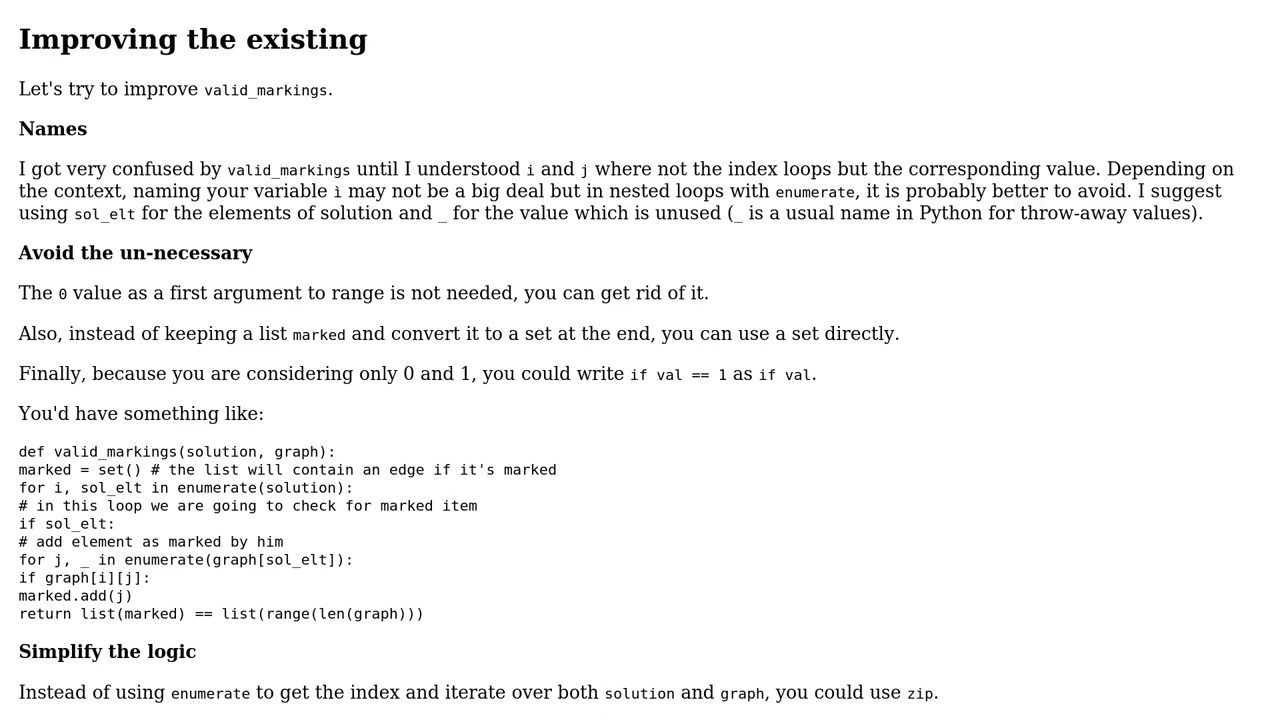 Improving the existing
Let's try to improve valid_markings.
Names
I got very confused by valid_markings until I understood i and j where not the index loops but the corresponding value. Depending on
the context, naming your variable ì may not be a big deal but in nested loops with enumerate, it is probably better to avoid. I suggest
using sol_elt for the elements of solution and _ for the value which is unused (_ is a usual name in Python for throw-away values).
Avoid the un-necessary
The 0 value as a first argument to range is not needed, you can get rid of it.
Also, instead of keeping a list marked and convert it to a set at the end, you can use a set directly.
Finally, because you are considering only 0 and 1, you could write if val == 1 as if val.
You'd have something like:
def valid_markings(solution, graph):
marked = set() # the list will contain an edge if it's marked
for i, sol_elt in enumerate(solution):
# in this loop we are going to check for marked item
if sol_elt:
# add element as marked by him
for j, _ in enumerate(graph[sol_elt]):
if graph[i][j]:
marked.add(j)
return list(marked) == list(range(len(graph)))
Simplify the logic
Instead of using enumerate to get the index and iterate over both solution and graph, you could use zip.